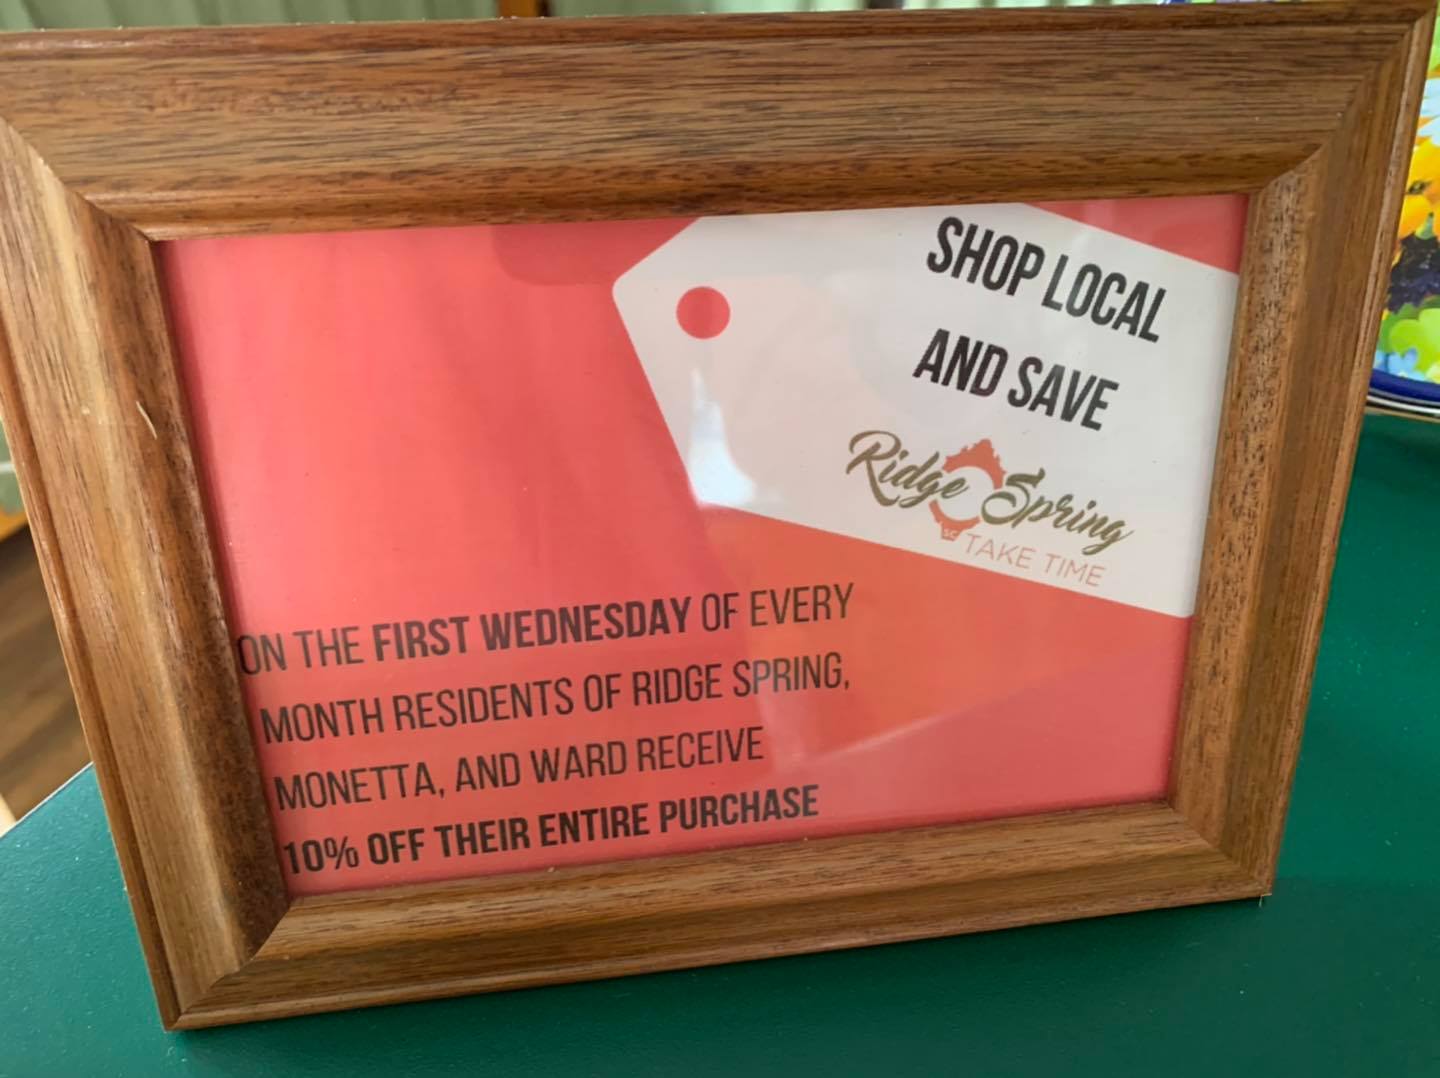 SHOP LOCAL
AND SAVE
Ridge Spring
SC TAKE TIME
ON THE FIRST WEDNESDAY OF EVERY
MONTH RESIDENTS OF RIDGE SPRING,
MONETTA, AND WARD RECEIVE
10% OFF THEIR ENTIRE PURCHASE